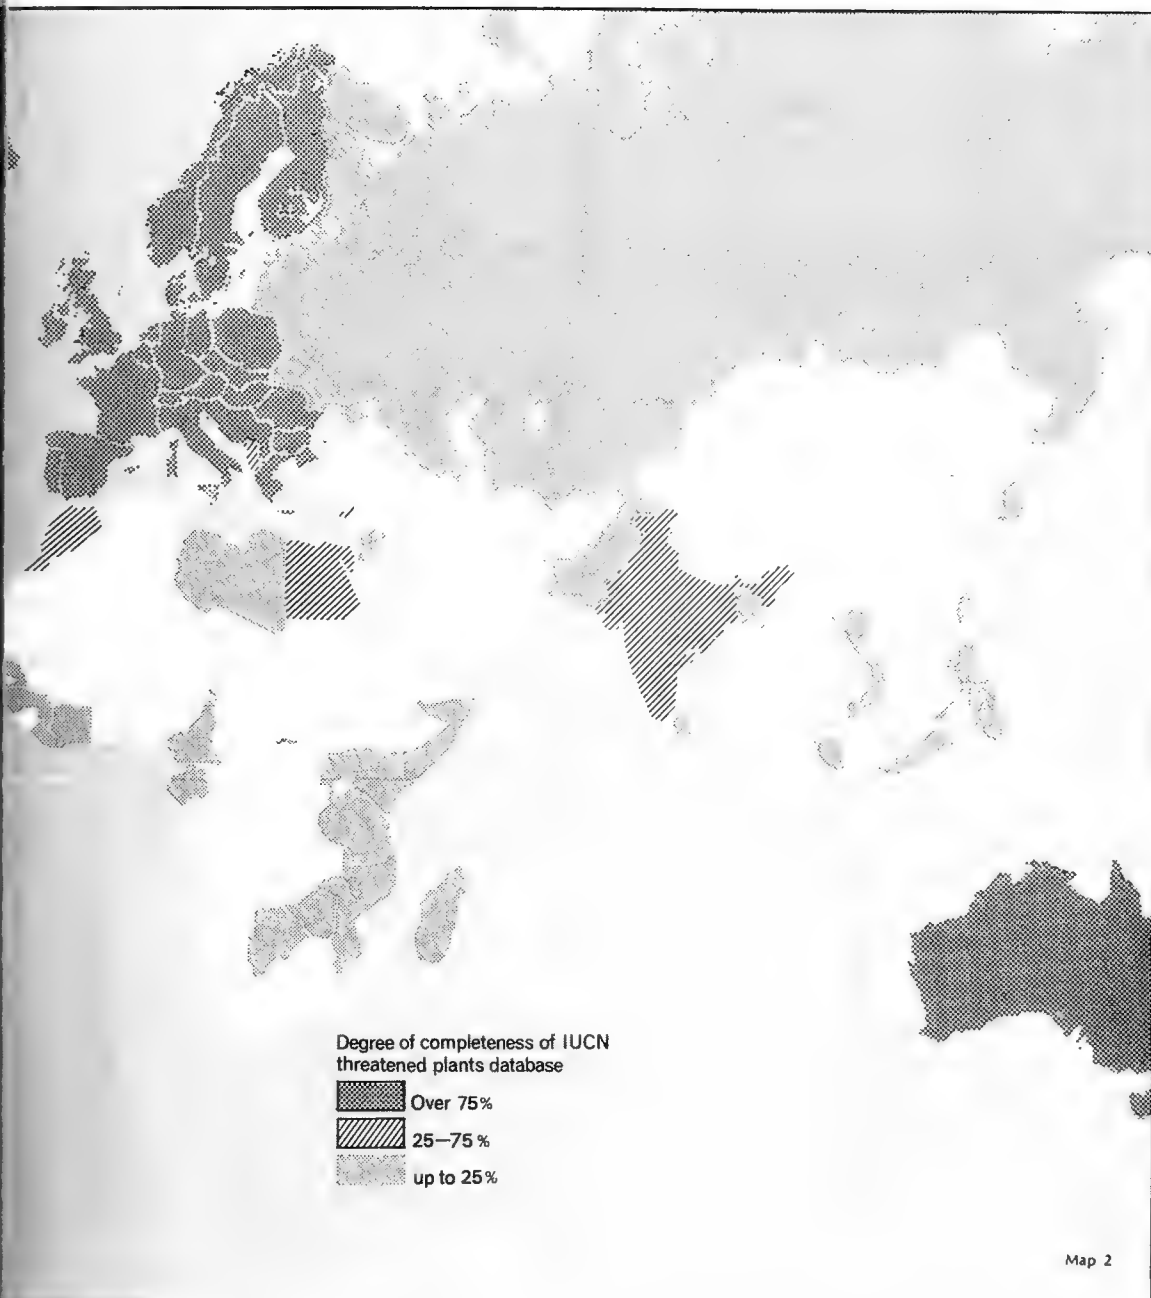 Degree of completeness of IUCN
threatened plants database
Over 75%
25–75%
up to 25%
Map 2